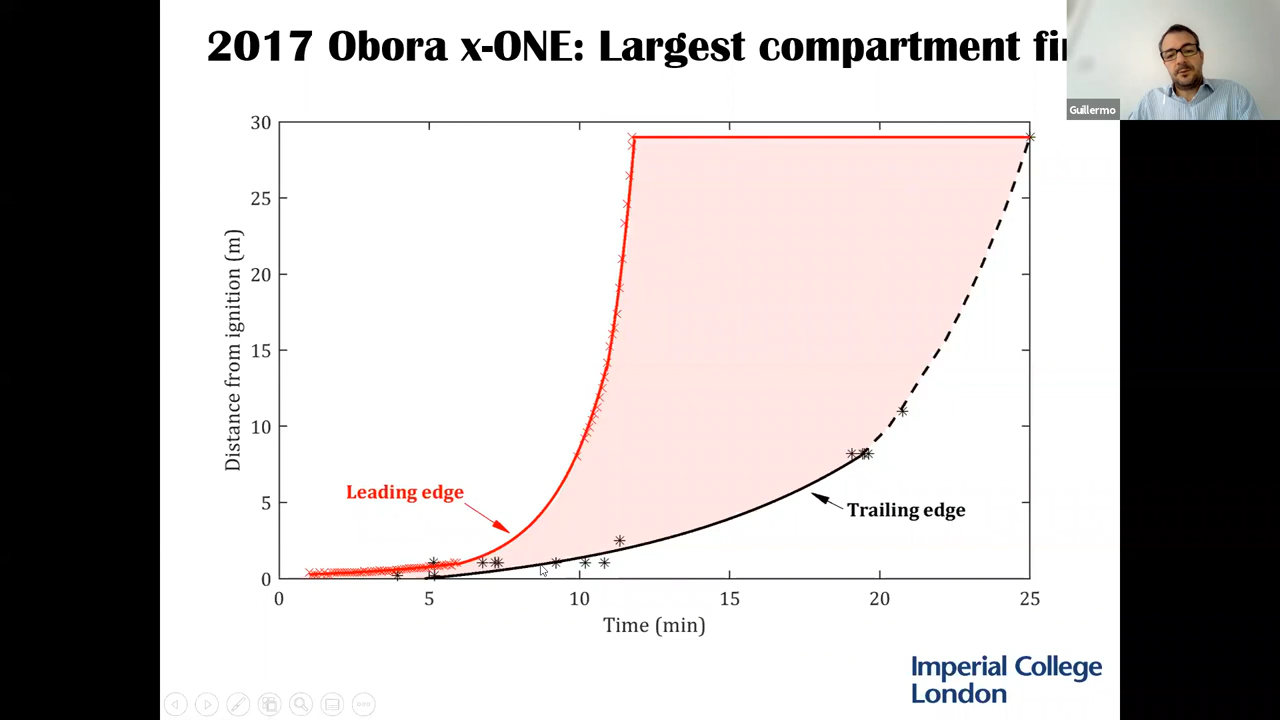 2017 Obora x-ONE: Largest compartment
Guillermo
30
25
20
15
10
5
0
Distance from ignition (m)
Leading edge
Trailing edge
0 5 10 15 20 25
Time (min)
Imperial College
London